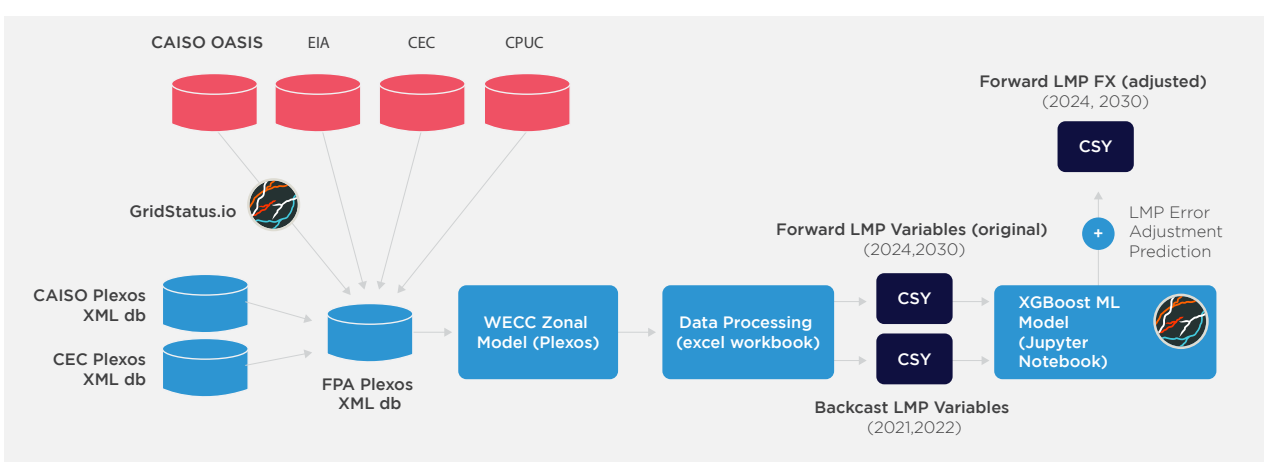 CAISO OASIS
EIA
CEC
CPUC
GridStatus.io
CAISO Plexos
XML db
CEC Plexos
XML db
FPA Plexos
XML db
WECC Zonal
Model (Plexos)
Data Processing
(excel workbook)
Forward LMP Variables (original)
(2024,2030)
CSY
CSY
Backcast LMP Variables
(2021,2022)
XGBoost ML
Model
(Jupyter
Notebook)
+
LMP Error
Adjustment
Prediction
Forward LMP FX (adjusted)
(2024, 2030)
CSY